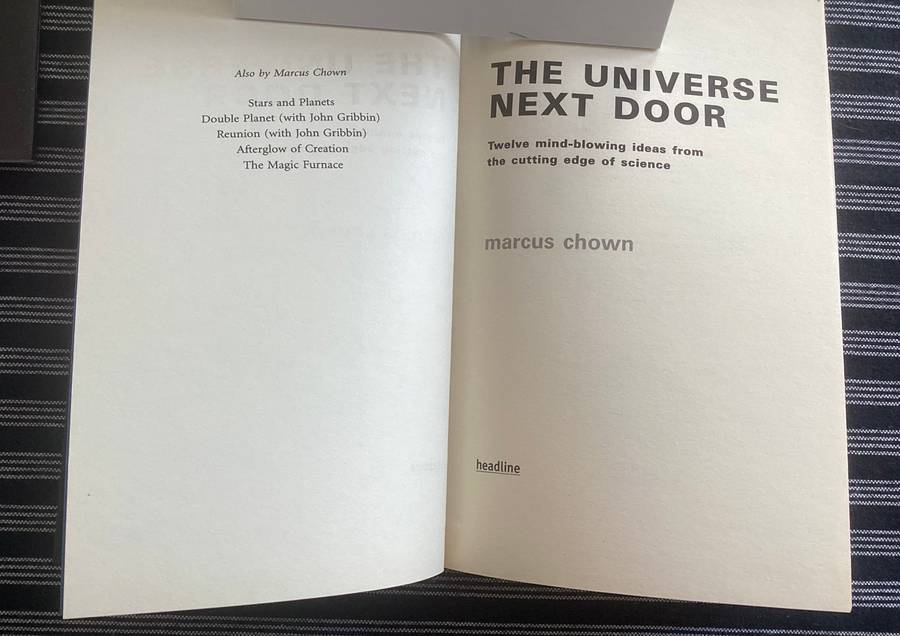 Also by Marcus Chown
Stars and Planets
Double Planet (with John Gribbin)
Reunion (with John Gribbin)
Afterglow of Creation
The Magic Furnace
THE UNIVERSE
NEXT DOOR
Twelve mind-blowing ideas from
the cutting edge of science
marcus chown
headline